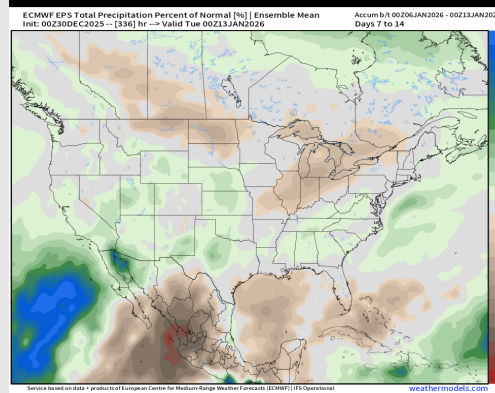 ECMWF EPS Total Precipitation Percent of Normal [%] | Ensemble Mean
Init: 00Z30DEC2025 -- [336] hr --> Valid Tue 00Z13JAN2026
Accum b/t 00Z06JAN2026 - 00Z13JAN202
Days 7 to 14
Service based on data + products of European Centre for Medium-Range Weather Forecasts (ECMWF) | IFS Operational
weathermodels.com